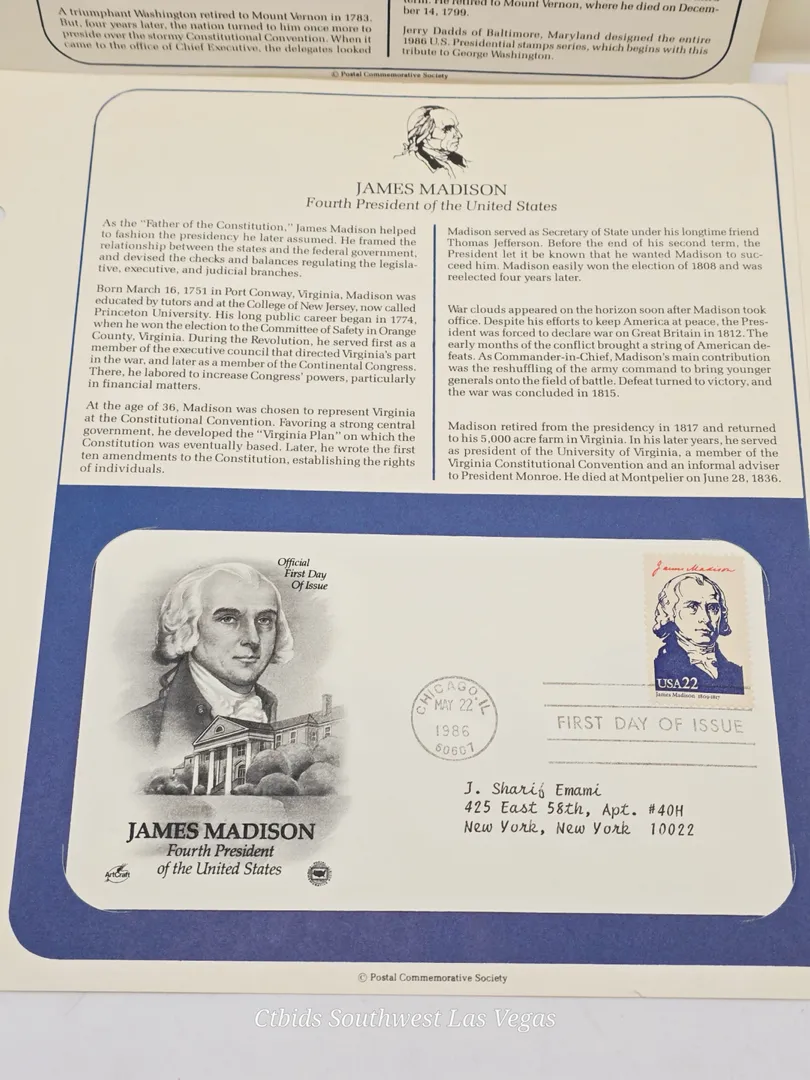 A triumphant Washington retired to Mount Vernon in 1783.
But, four years later, the nation turned to him once more to
preside over the stormy Constitutional Convention. When it
came to the office of Chief Executive, the delegates looked
term. He retired to Mount Vernon, where he died on Decem-
ber 14, 1799.
Jerry Dadds of Baltimore, Maryland designed the entire
1986 U.S. Presidential stamps series, which begins with this
tribute to George Washington.
© Postal Commemorative Society
JAMES MADISON
Fourth President of the United States
As the "Father of the Constitution," James Madison helped
to fashion the presidency he later assumed. He framed the
relationship between the states and the federal government,
and devised the checks and balances regulating the legisla-
tive, executive, and judicial branches.
Born March 16, 1751 in Port Conway, Virginia, Madison was
educated by tutors and at the College of New Jersey, now called
Princeton University. His long public career began in 1774,
when he won the election to the Committee of Safety in Orange
County, Virginia. During the Revolution, he served first as a
member of the executive council that directed Virginia's part
in the war, and later as a member of the Continental Congress.
There, he labored to increase Congress' powers, particularly
in financial matters.
At the age of 36, Madison was chosen to represent Virginia
at the Constitutional Convention. Favoring a strong central
government, he developed the "Virginia Plan" on which the
Constitution was eventually based. Later, he wrote the first
ten amendments to the Constitution, establishing the rights
of individuals.
Madison served as Secretary of State under his longtime friend
Thomas Jefferson. Before the end of his second term, the
President let it be known that he wanted Madison to suc-
ceed him. Madison easily won the election of 1808 and was
reelected four years later.
War clouds appeared on the horizon soon after Madison took
office. Despite his efforts to keep America at peace, the Pres-
ident was forced to declare war on Great Britain in 1812. The
early months of the conflict brought a string of American de-
feats. As Commander-in-Chief, Madison's main contribution
was the reshuffling of the army command to bring younger
generals onto the field of battle. Defeat turned to victory, and
the war was concluded in 1815.
Madison retired from the presidency in 1817 and returned
to his 5,000 acre farm in Virginia. In his later years, he served
as president of the University of Virginia, a member of the
Virginia Constitutional Convention and an informal adviser
to President Monroe. He died at Montpelier on June 28, 1836.
Official
First Day
Of Issue
James Madison
USA22
James Madison 1809-1817
CHICAGO, IL
MAY 22
1986
60607
FIRST DAY OF ISSUE
J. Sharif Emami
425 East 58th, Apt. #40H
New York, New York 10022
JAMES MADISON
Fourth President
of the United States
ArtCraft
© Postal Commemorative Society
Ctbids Southwest Las Vegas